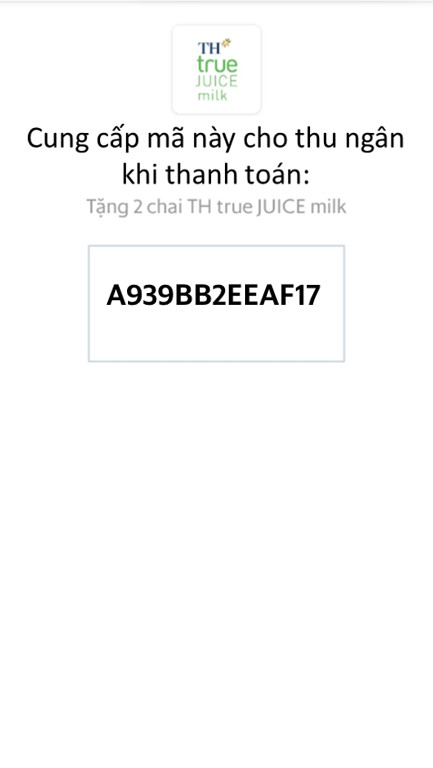 TH
true
JUICE
milk
Cung cấp mã này cho thu ngân
khi thanh toán:
Tặng 2 chai TH true JUICE milk
A939BB2EEAF17